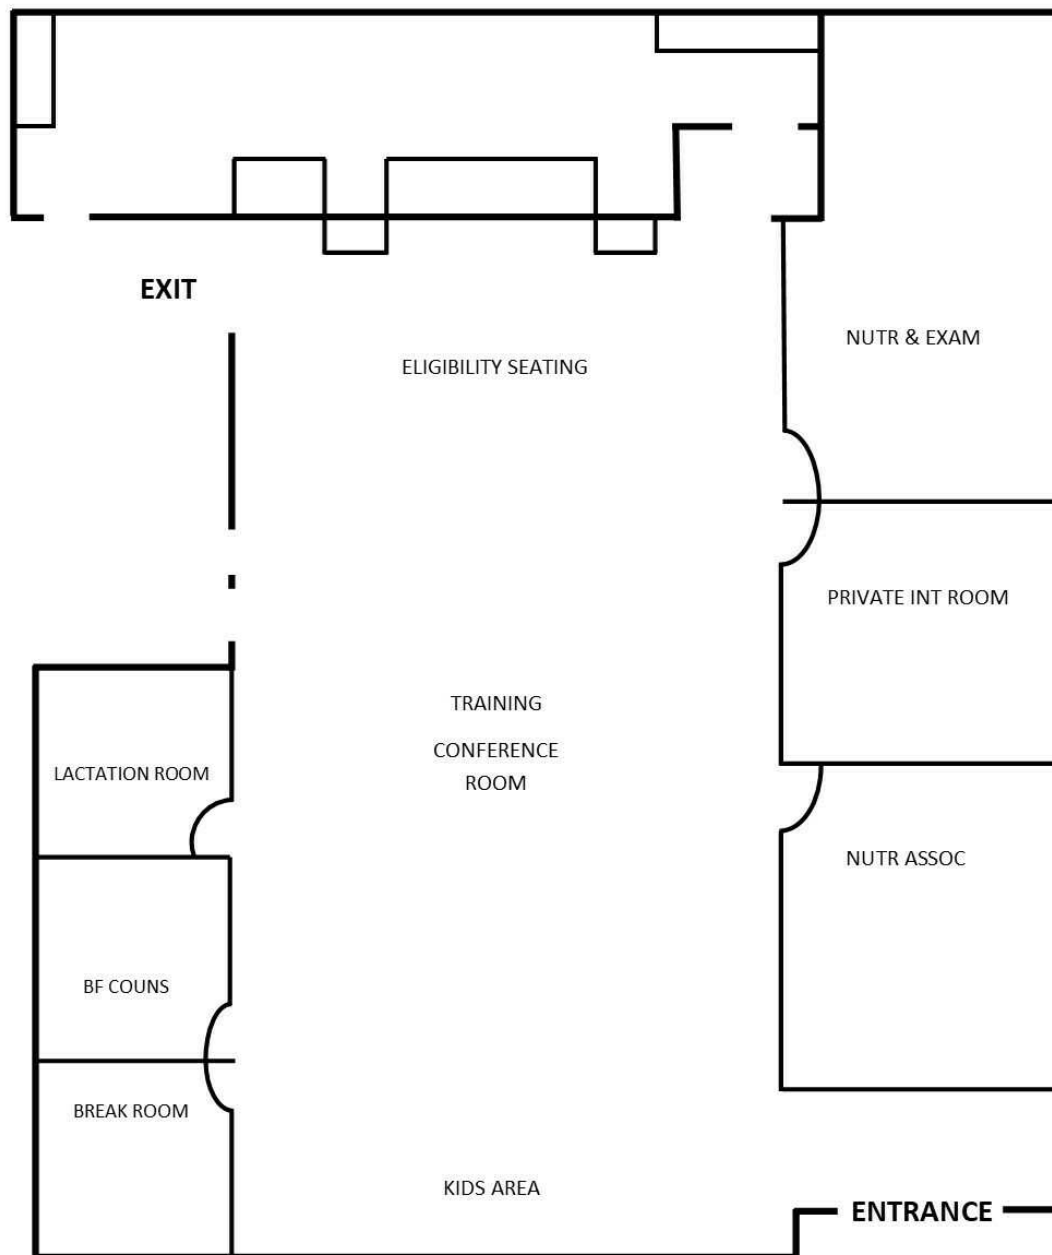 EXIT
NUTR & EXAM
ELIGIBILITY SEATING
PRIVATE INT ROOM
TRAINING
CONFERENCE
ROOM
LACTATION ROOM
NUTR ASSOC
BF COUNS
BREAK ROOM
KIDS AREA
ENTRANCE